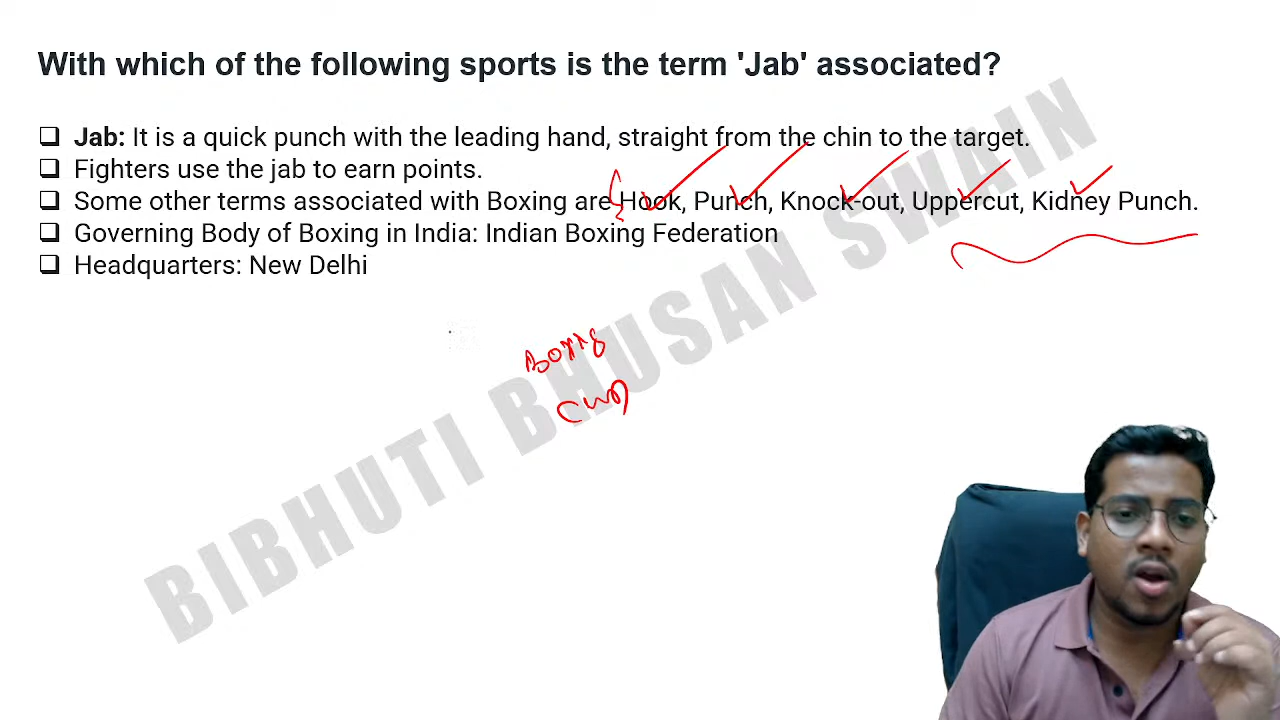 With which of the following sports is the term 'Jab' associated?
❑ Jab: It is a quick punch with the leading hand, straight from the chin to the target.
❑ Fighters use the jab to earn points.
❑ Some other terms associated with Boxing are Hook, Punch, Knock-out, Uppercut, Kidney Punch.
❑ Governing Body of Boxing in India: Indian Boxing Federation
❑ Headquarters: New Delhi
BIBHUTI BHUSAN SWAIN
Boxing